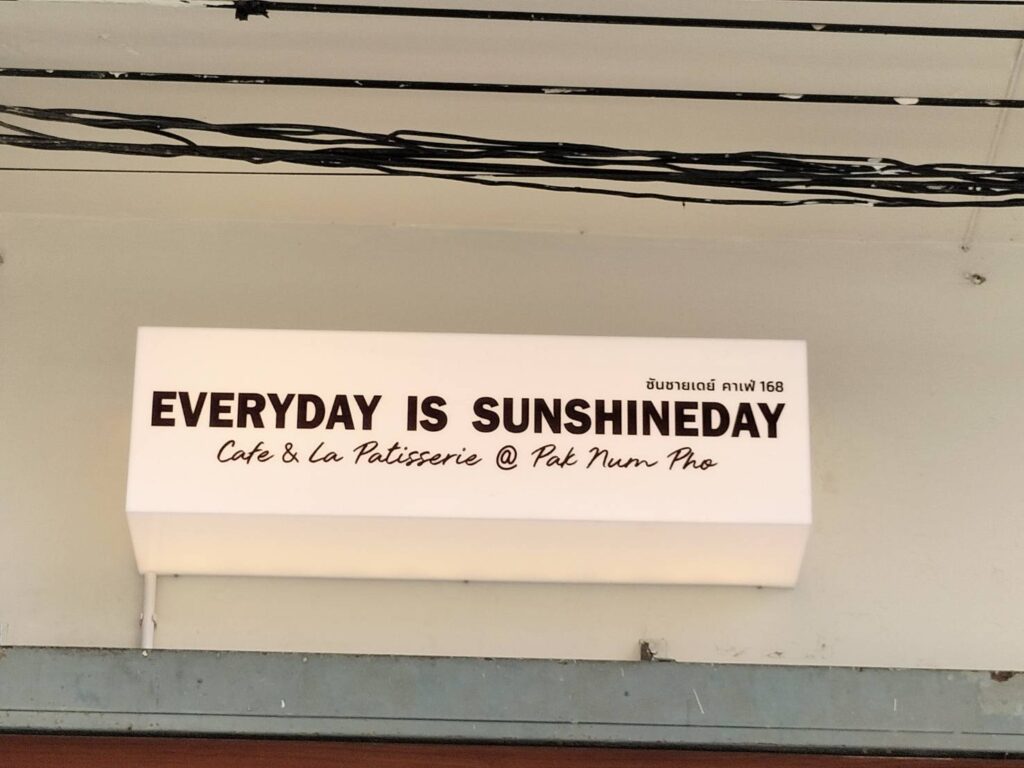 ซันชายเดย์ คาเฟ่ 168
EVERYDAY IS SUNSHINEDAY
Cafe & La Patisserie @ Pak Num Pho